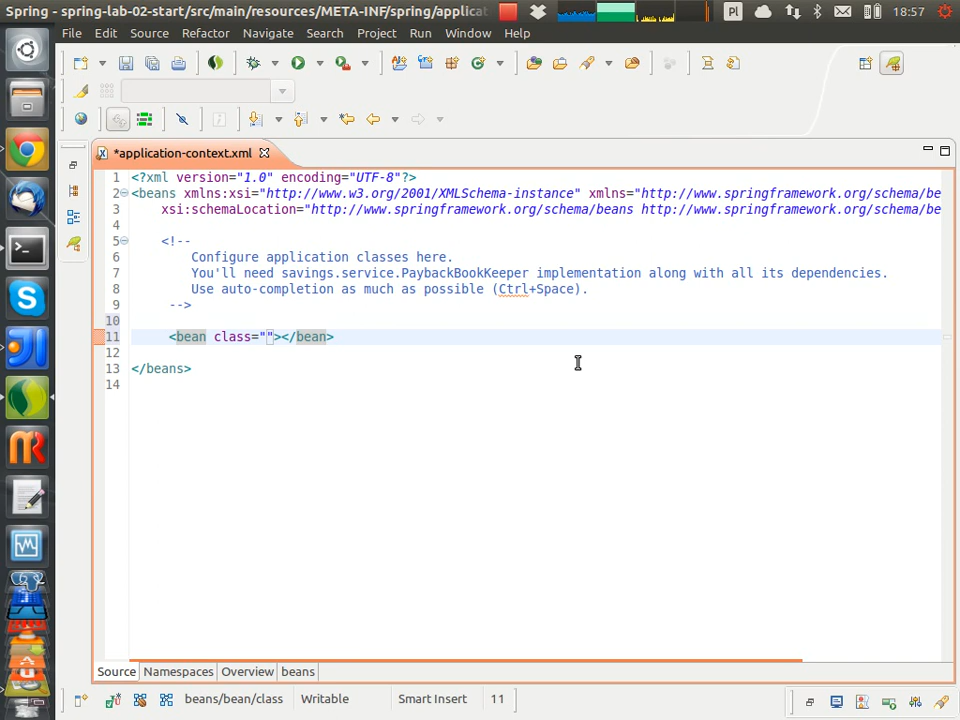 Spring - spring-lab-02-start/src/main/resources/META-INF/spring/applicat
Pl
18:57
File Edit Source Refactor Navigate Search Project Run Window Help
*application-context.xml
1 <?xml version="1.0" encoding="UTF-8"?>
2 <beans xmlns:xsi="http://www.w3.org/2001/XMLSchema-instance" xmlns="http://www.springframework.org/schema/be
3 xsi:schemaLocation="http://www.springframework.org/schema/beans http://www.springframework.org/schema/be
4
5 <!--
6 Configure application classes here.
7 You'll need savings.service.PaybackBookKeeper implementation along with all its dependencies.
8 Use auto-completion as much as possible (Ctrl+Space).
9 -->
10
11 <bean class=""></bean>
12
13 </beans>
14
Source Namespaces Overview beans
beans/bean/class Writable Smart Insert 11